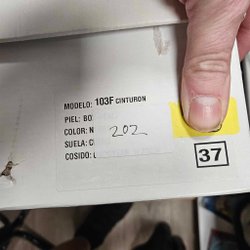 MODELO: 103F CINTURON
PIEL: BO
COLOR: N 202
SUELA: C
COSIDO: L
37